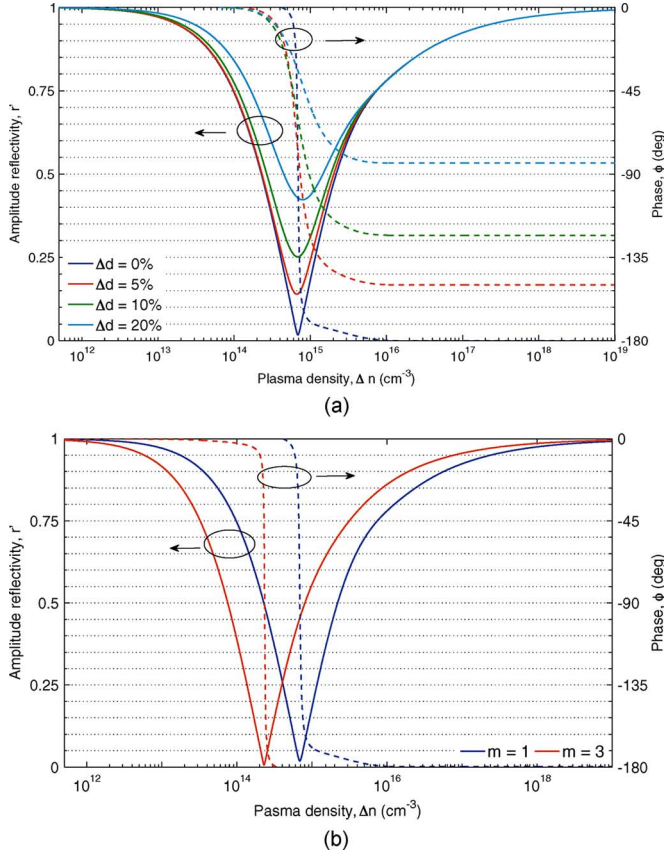 1
0.75
0.5
0.25
0
Amplitude reflectivity, r'
0
-45
-90
-135
-180
Phase, ϕ (deg)
Δd = 0%
Δd = 5%
Δd = 10%
Δd = 20%
10^12 10^13 10^14 10^15 10^16 10^17 10^18 10^19
Plasma density, Δ n (cm^-3)
(a)
1
0.75
0.5
0.25
0
Amplitude reflectivity, r'
0
-45
-90
-135
-180
Phase, ϕ (deg)
m = 1 m = 3
10^12 10^14 10^16 10^18
Pasma density, Δn (cm^-3)
(b)